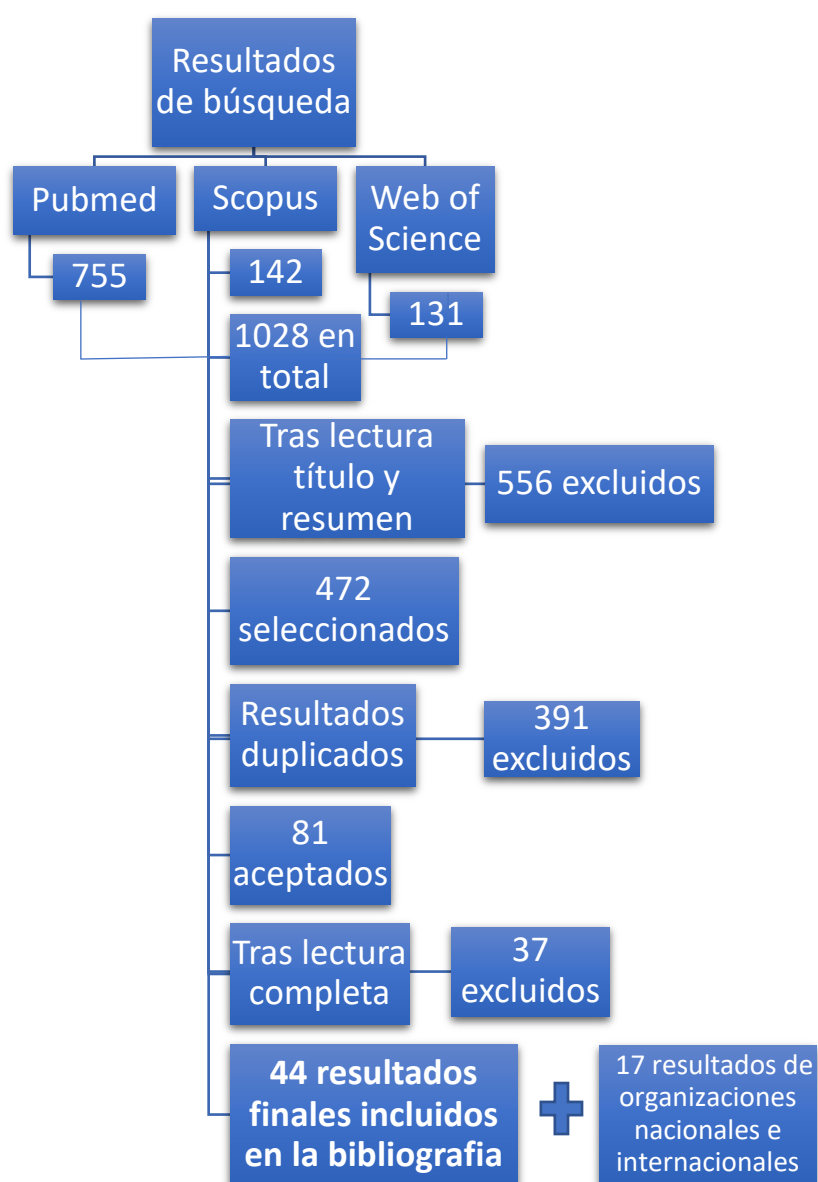 Resultados
de búsqueda
Pubmed
Scopus
Web of
Science
755
142
131
1028 en
total
Tras lectura
título y
resumen
556 excluidos
472
seleccionados
Resultados
duplicados
391
excluidos
81
aceptados
Tras lectura
completa
37
excluidos
44 resultados
finales incluidos
en la bibliografia
17 resultados de
organizaciones
nacionales e
internacionales